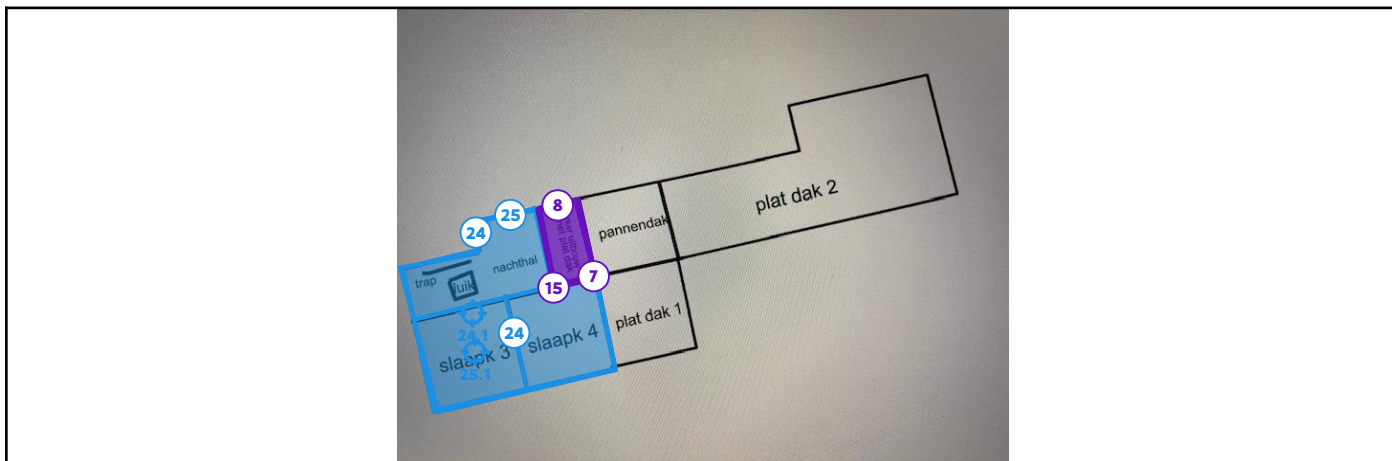 plat dak 2
8
25
24
pannendak
nachthal
trap
luik
15
7
plat dak 1
24.1
24
slaapk 3
slaapk 4
25.1